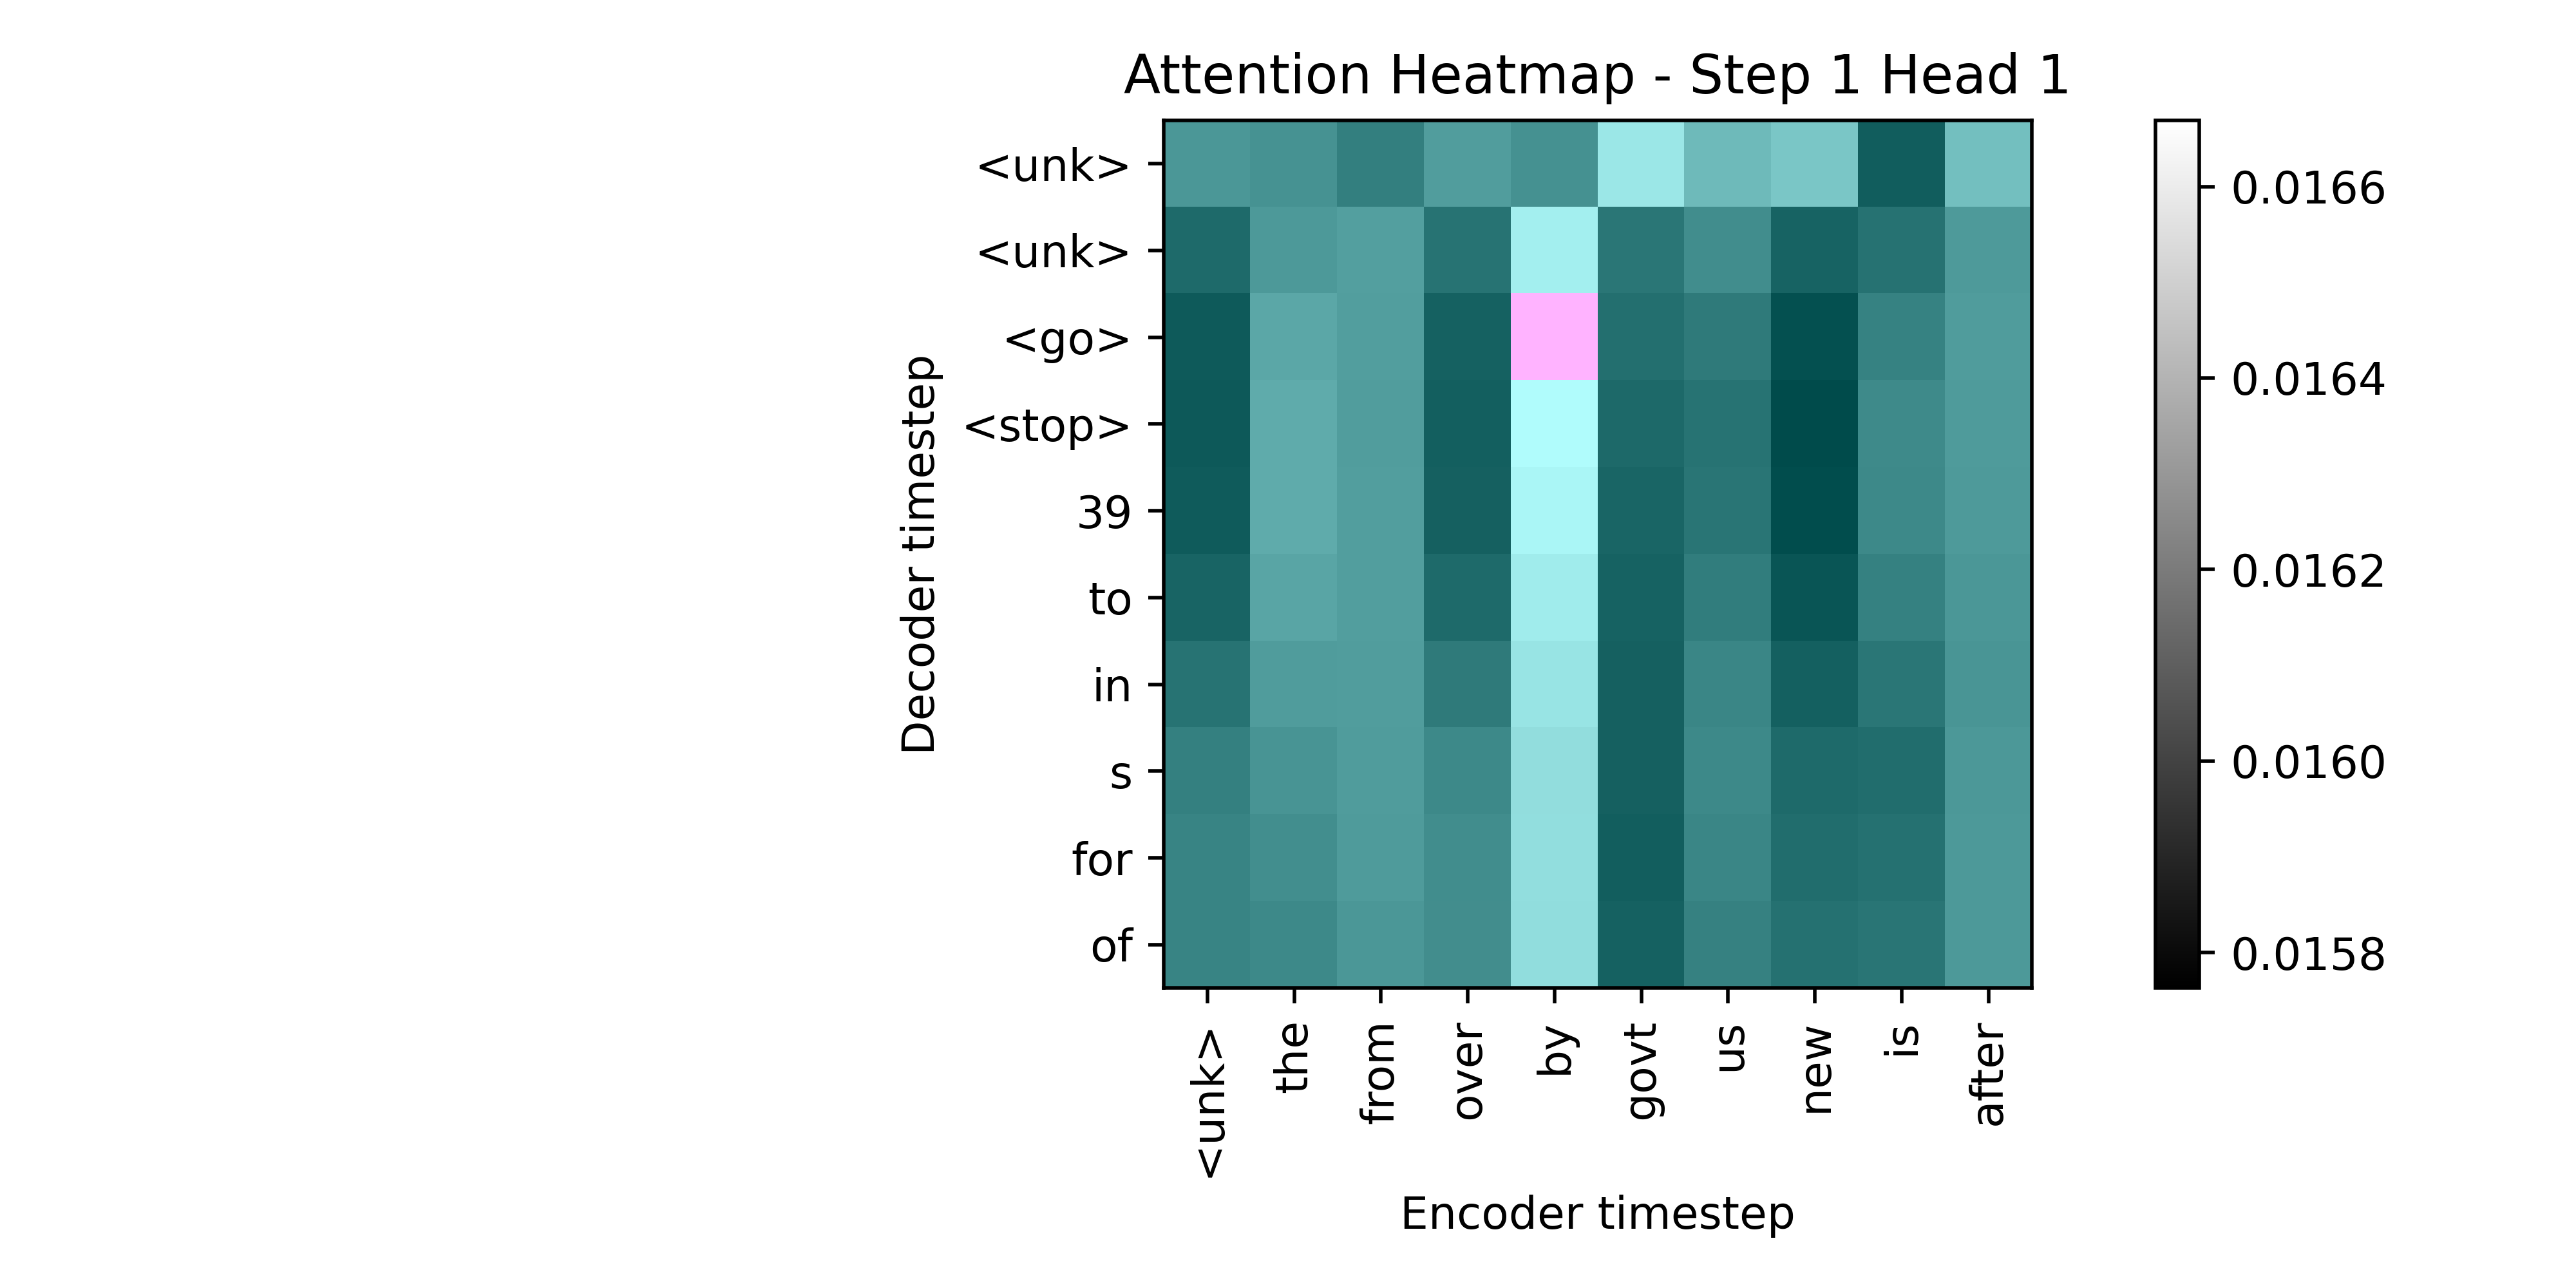 Attention Heatmap - Step 1 Head 1
Decoder timestep
<unk>
<unk>
<go>
<stop>
39
to
in
s
for
of
<unk>
the
from
over
by
govt
us
new
is
after
Encoder timestep
0.0166
0.0164
0.0162
0.0160
0.0158